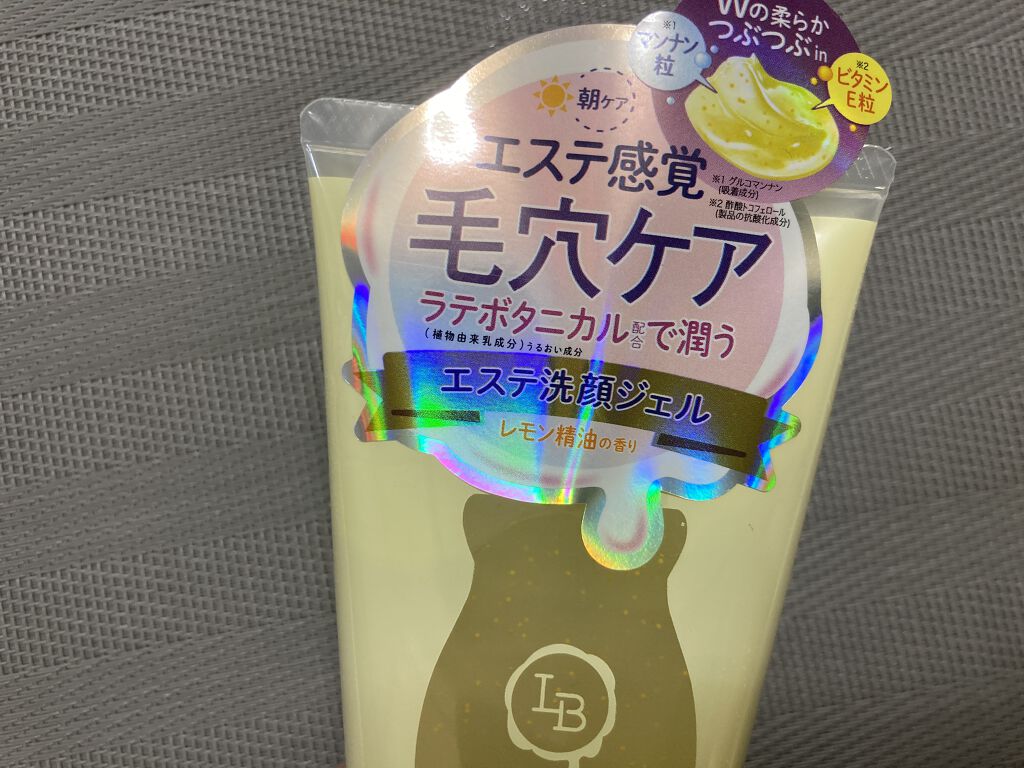 Wの柔らか
つぶつぶin
※1
マンナン
粒
※2
ビタミン
E粒
朝ケア
エステ感覚
※1 グルコマンナン
(吸着成分)
※2 酢酸トコフェロール
(製品の抗酸化成分)
毛穴ケア
ラテボタニカル配合で潤う
(植物由来乳成分)うるおい成分
エステ洗顔ジェル
レモン精油の香り
LB